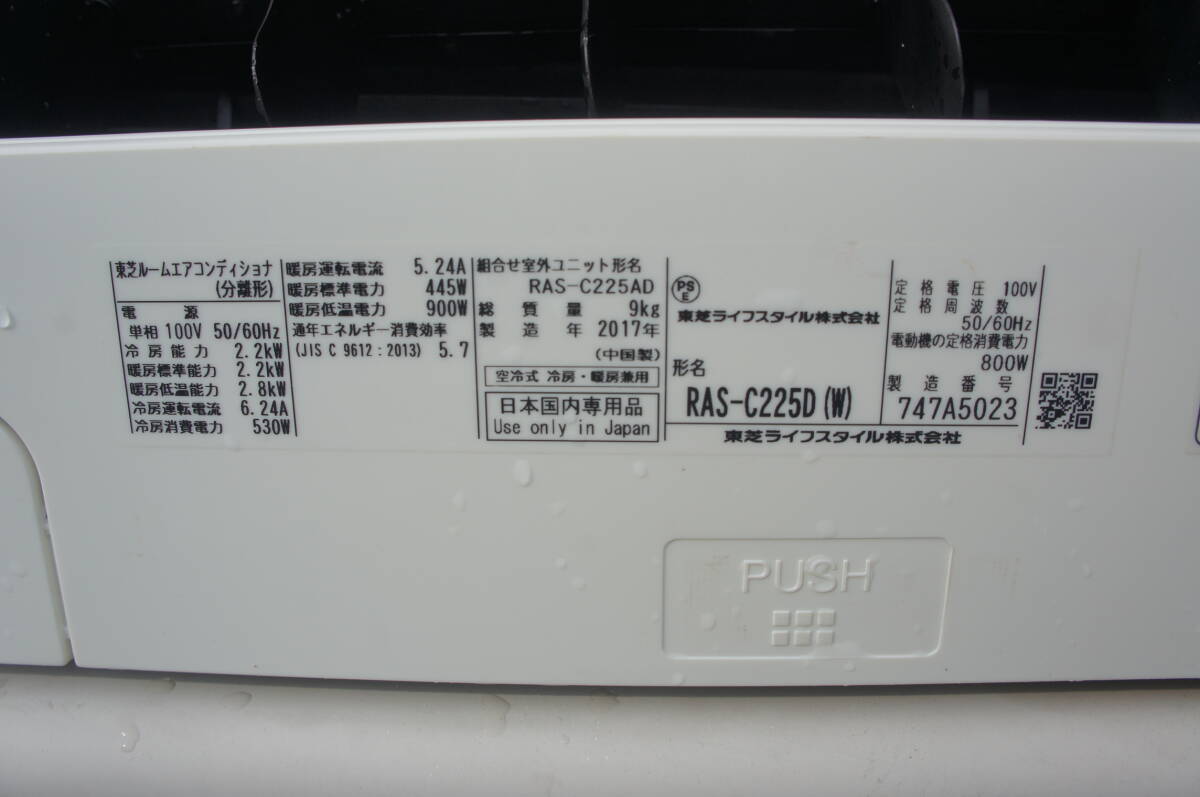 東芝ルームエアコンディショナ
(分離形)
電源
単相 100V 50/60Hz
冷房能力 2.2kW
暖房標準能力 2.2kW
暖房低温能力 2.8kW
冷房運転電流 6.24A
冷房消費電力 530W
暖房運転電流 5.24A
暖房標準電力 445W
暖房低温電力 900W
通年エネルギー消費効率
(JIS C 9612:2013) 5.7
組合せ室外ユニット形名
RAS-C225AD
総質量 9kg
製造年 2017年
(中国製)
空冷式 冷房・暖房兼用
日本国内専用品
Use only in Japan
PS
E
東芝ライフスタイル株式会社
形名
RAS-C225D(W)
定格電圧 100V
定格周波数
50/60Hz
電動機の定格消費電力
800W
製造番号
747A5023
東芝ライフスタイル株式会社
PUSH